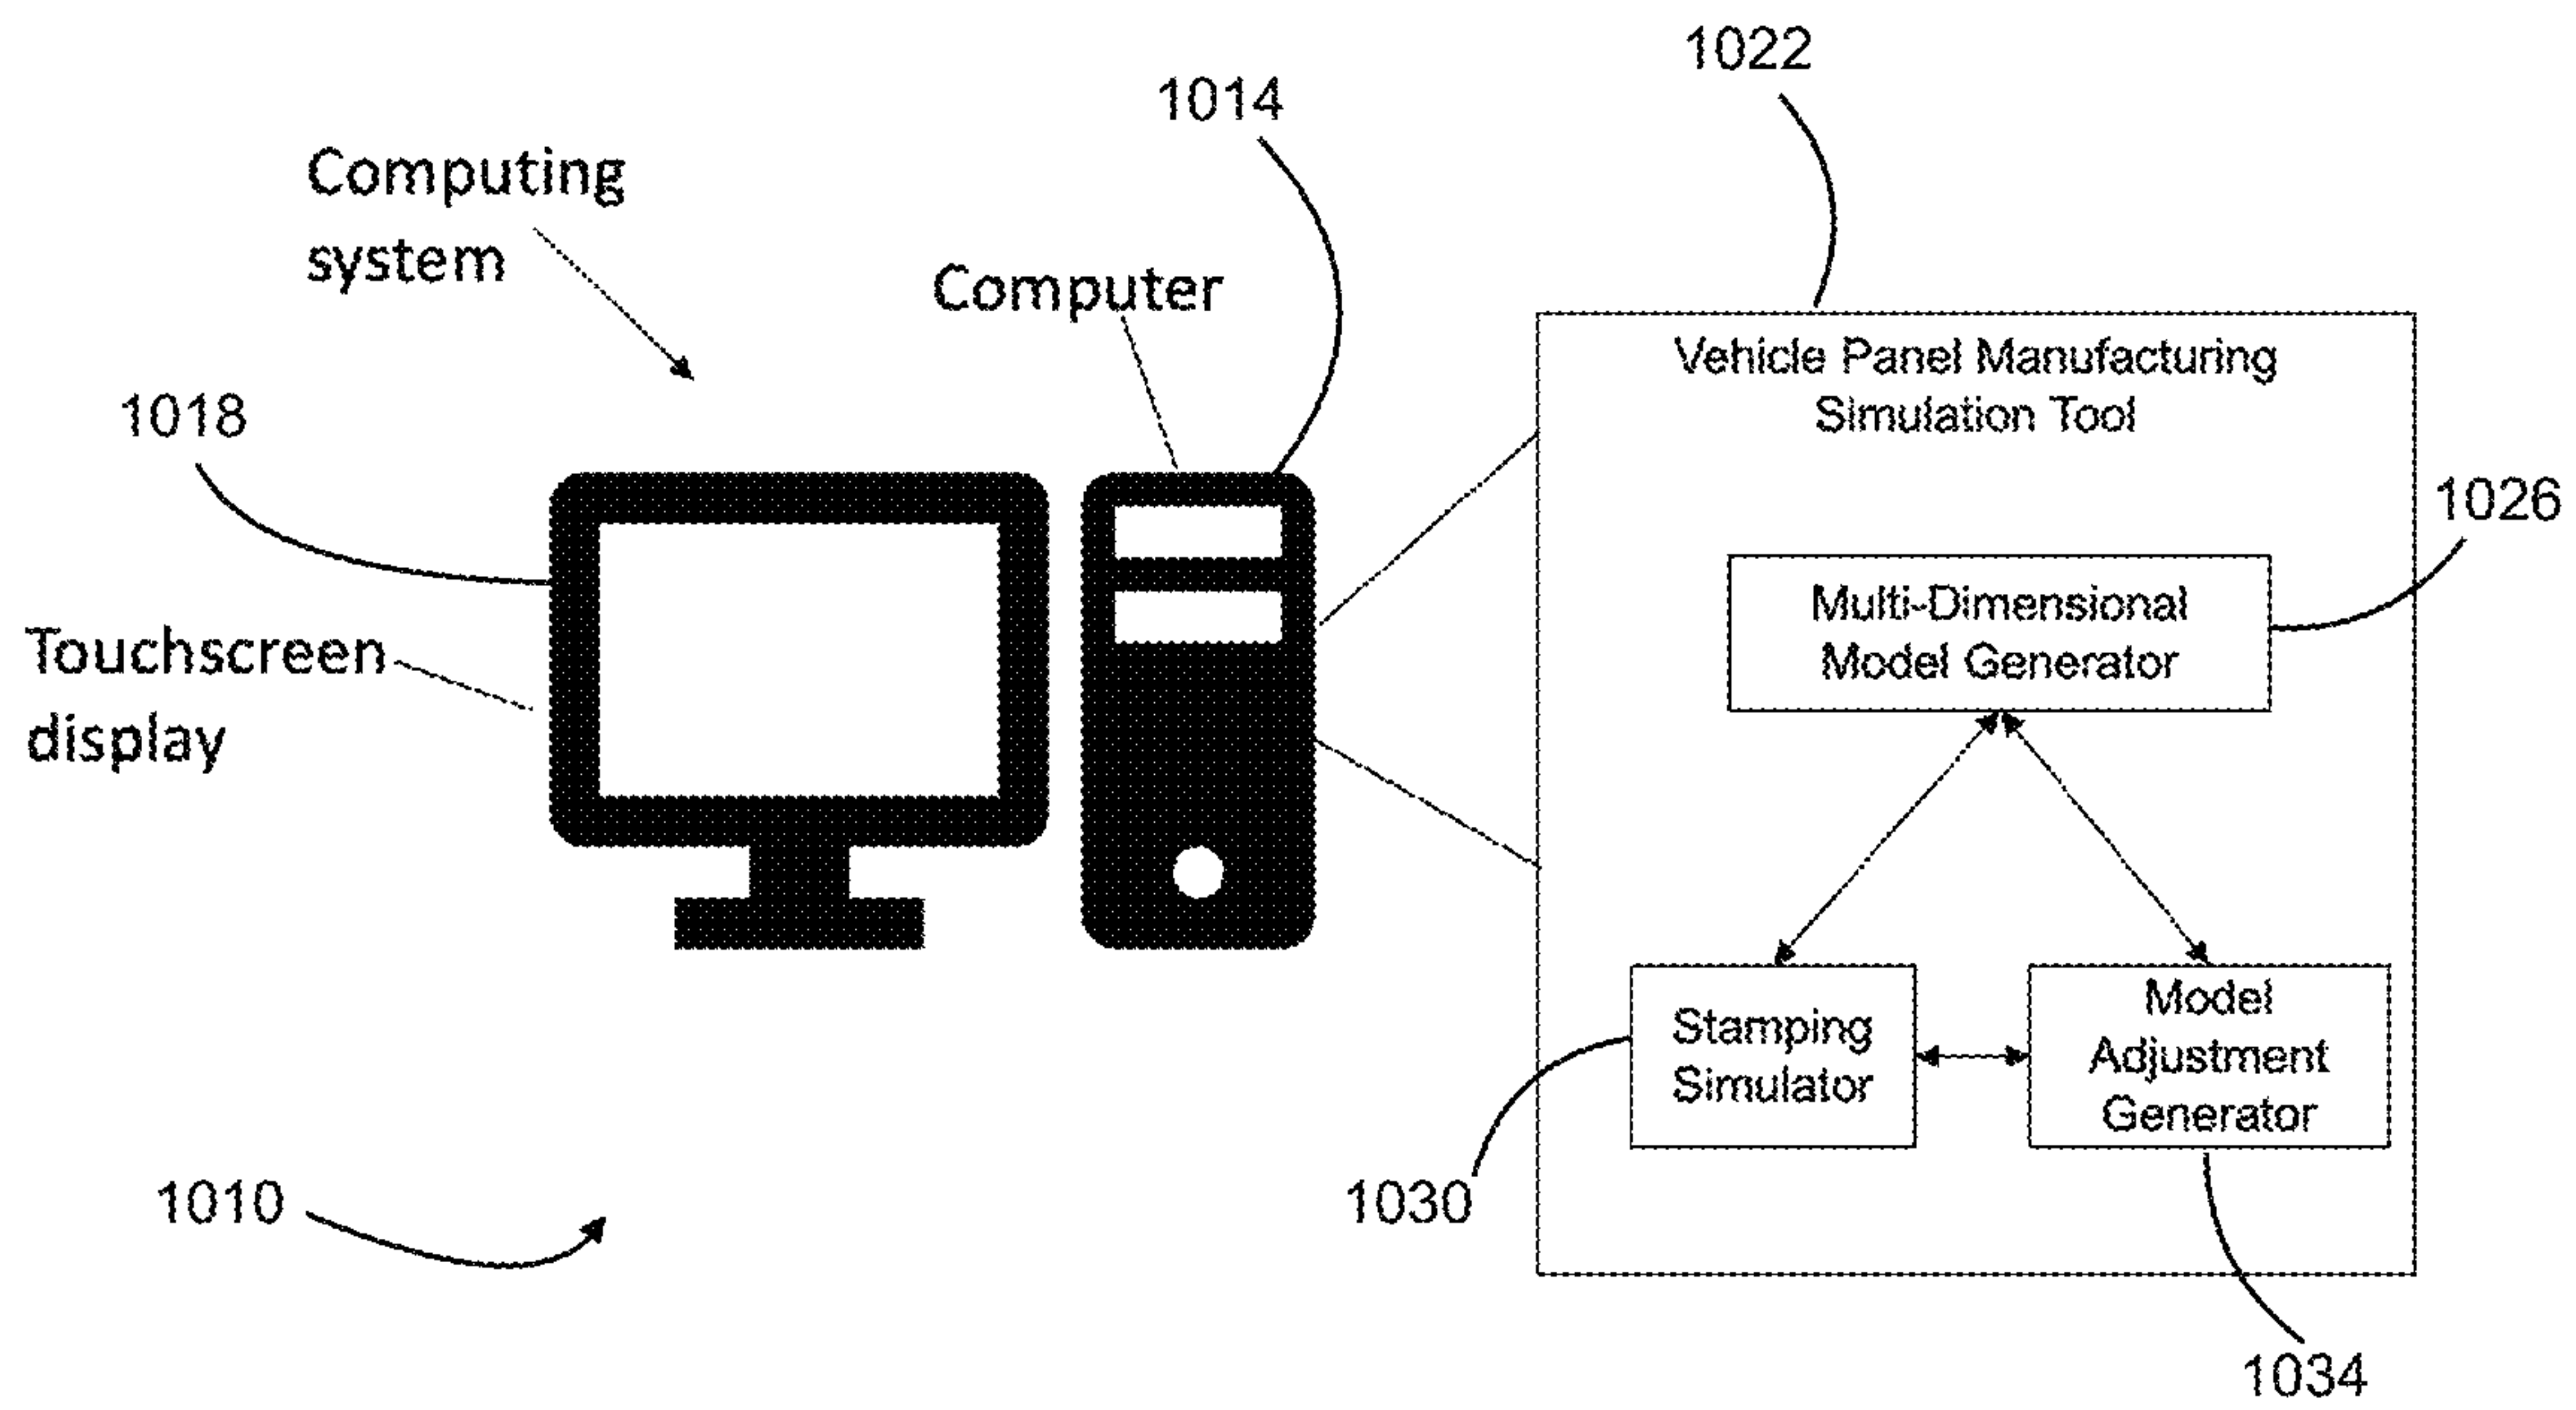 1022
1014
Computing
system
Computer
Vehicle Panel Manufacturing
Simulation Tool
1018
1026
Multi-Dimensional
Model Generator
Touchscreen
display
Stamping
Simulator
Model
Adjustment
Generator
1030
1010
1034